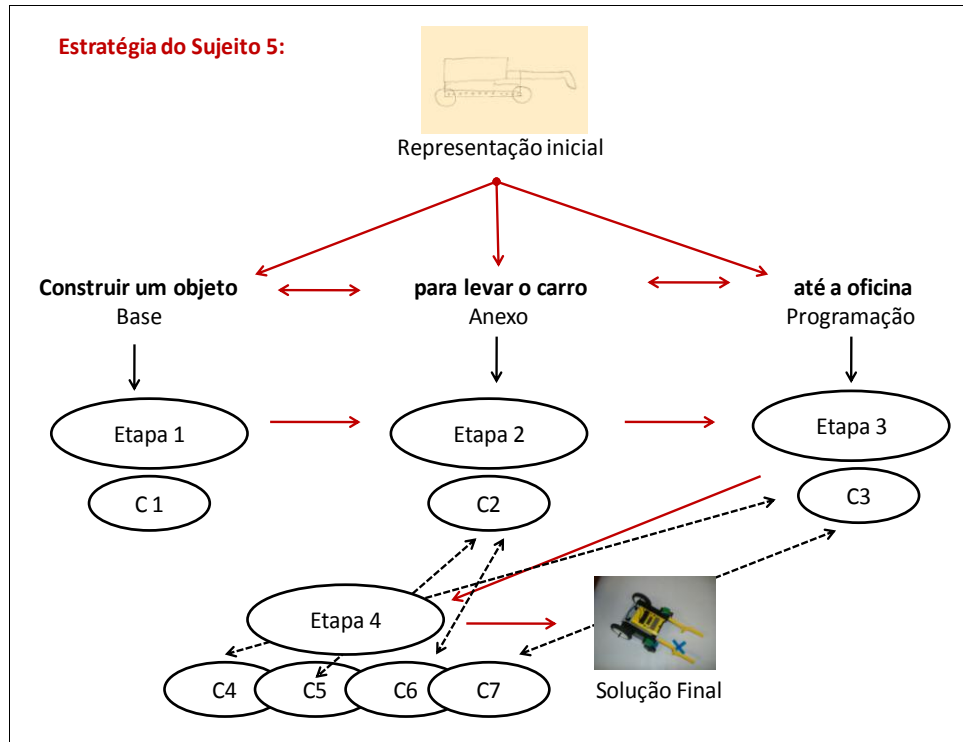 Estratégia do Sujeito 5:
Representação inicial
Construir um objeto
Base
para levar o carro
Anexo
até a oficina
Programação
Etapa 1
Etapa 2
Etapa 3
C 1
C2
C3
Etapa 4
C4
C5
C6
C7
Solução Final